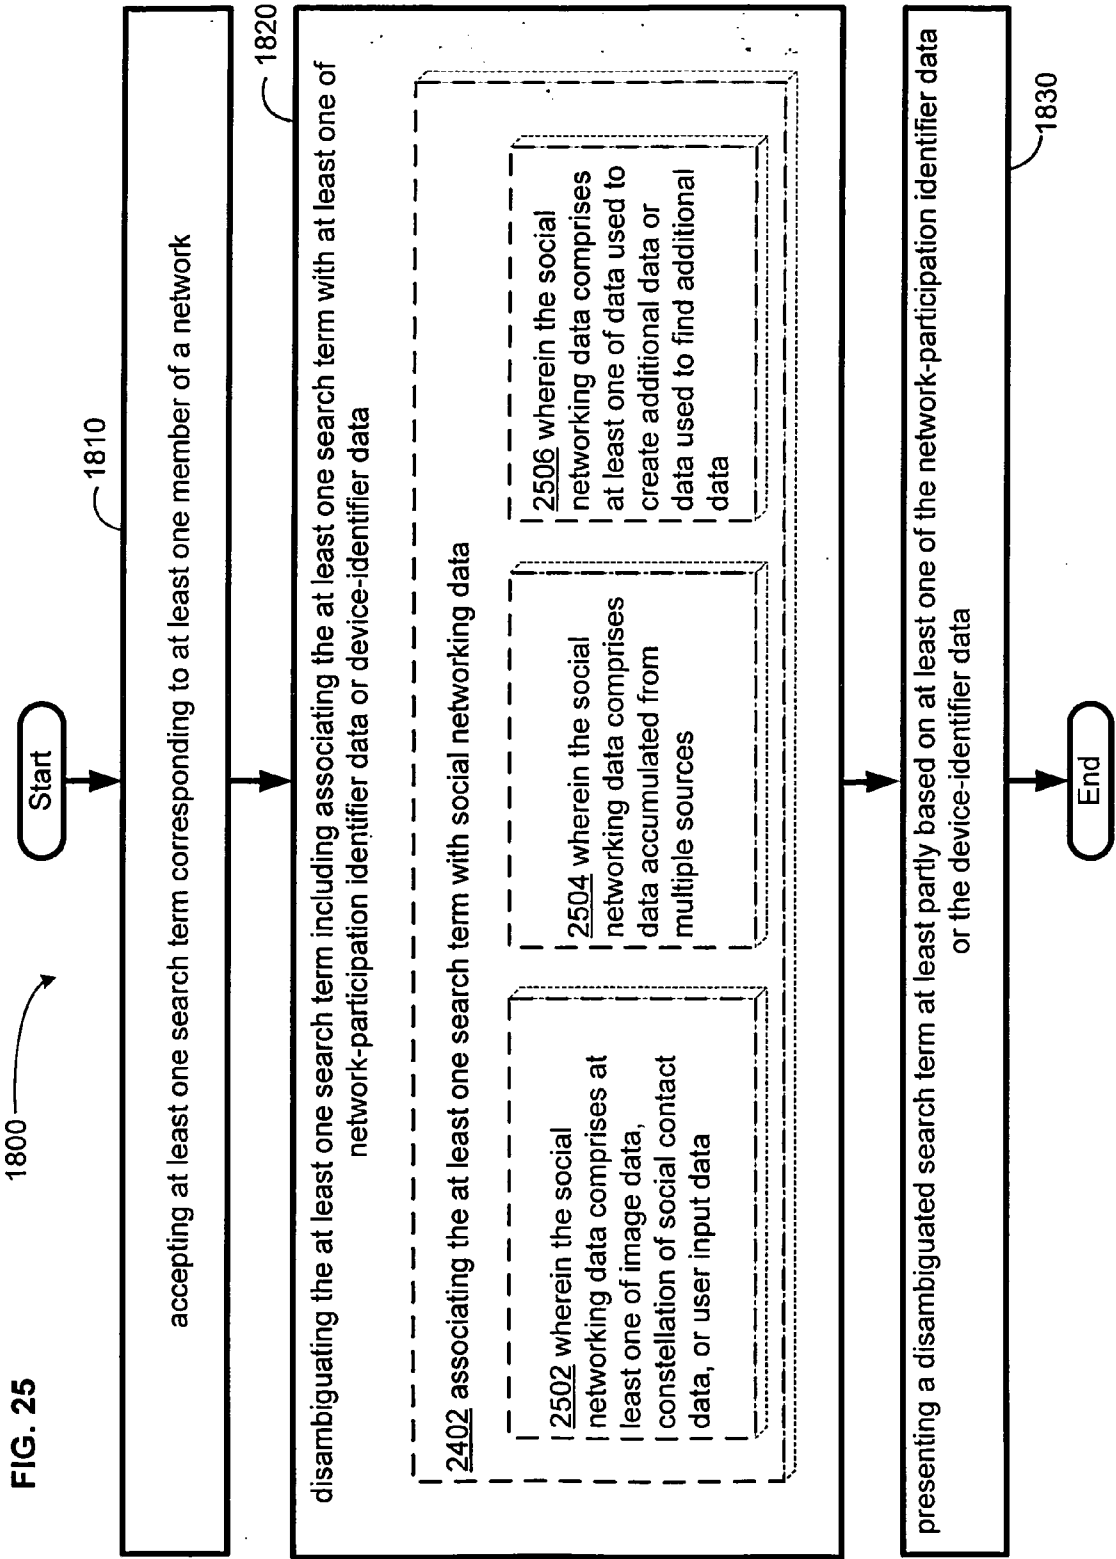 FIG. 25
1800
Start
1810
accepting at least one search term corresponding to at least one member of a network
1820
disambiguating the at least one search term including associating the at least one search term with at least one of
network-participation identifier data or device-identifier data
2402 associating the at least one search term with social networking data
2502 wherein the social
networking data comprises at
least one of image data,
constellation of social contact
data, or user input data
2504 wherein the social
networking data comprises
data accumulated from
multiple sources
2506 wherein the social
networking data comprises
at least one of data used to
create additional data or
data used to find additional
data
1830
presenting a disambiguated search term at least partly based on at least one of the network-participation identifier data
or the device-identifier data
End